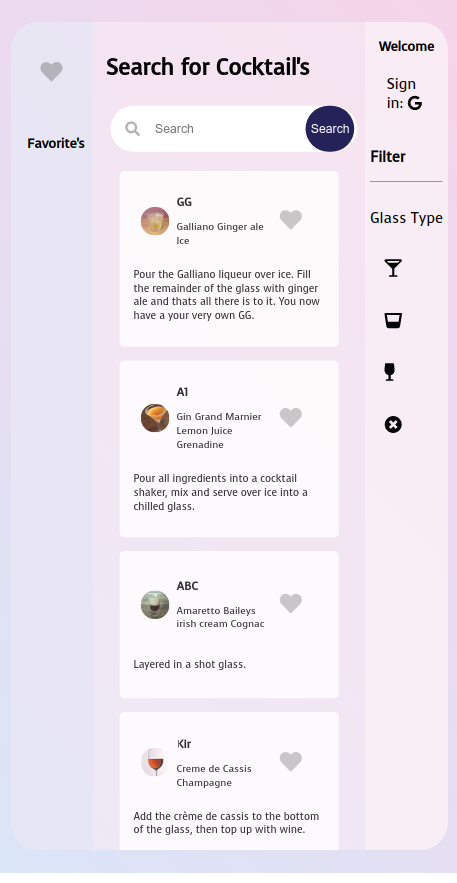 Favorite's
Search for Cocktail's
Search
Search
GG
Galliano Ginger ale
Ice
Pour the Galliano liqueur over ice. Fill
the remainder of the glass with ginger
ale and thats all there is to it. You now
have a your very own GG.
A1
Gin Grand Marnier
Lemon Juice
Grenadine
Pour all ingredients into a cocktail
shaker, mix and serve over ice into a
chilled glass.
ABC
Amaretto Baileys
irish cream Cognac
Layered in a shot glass.
Kir
Creme de Cassis
Champagne
Add the crème de cassis to the bottom
of the glass, then top up with wine.
Welcome
Sign
in: G
Filter
Glass Type